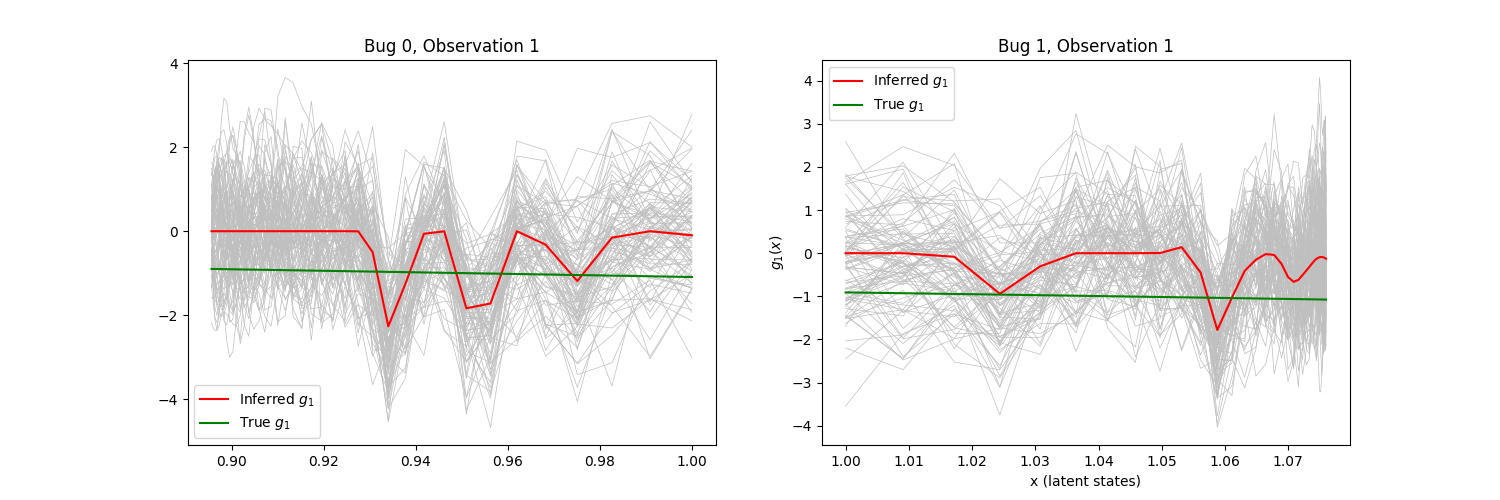 Bug 0, Observation 1
4
2
0
−2
−4
Inferred g₁
True g₁
0.90 0.92 0.94 0.96 0.98 1.00
Bug 1, Observation 1
Inferred g₁
True g₁
g₁(x)
4
3
2
1
0
−1
−2
−3
−4
1.00 1.01 1.02 1.03 1.04 1.05 1.06 1.07
x (latent states)